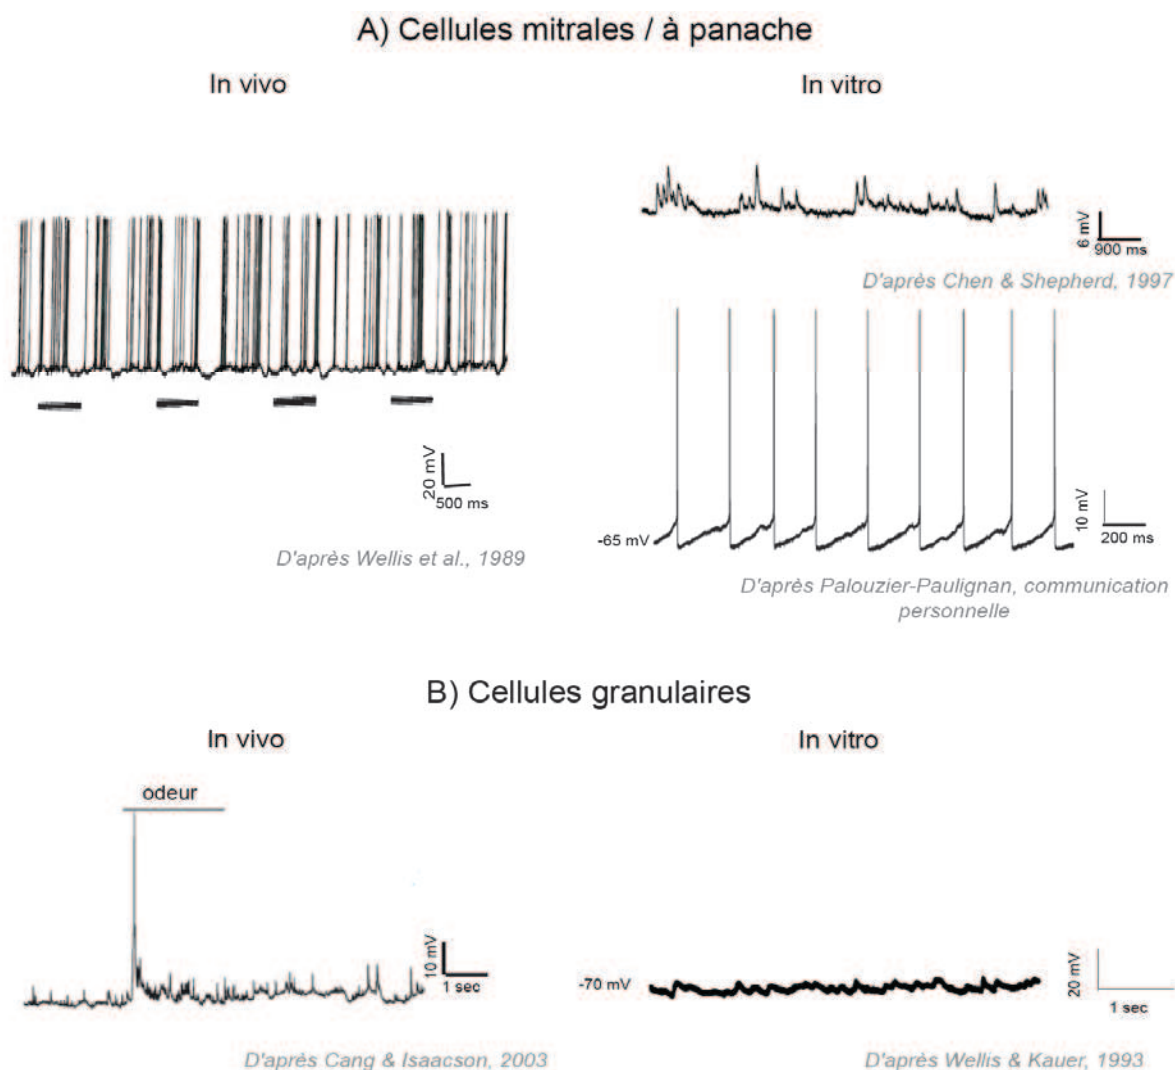 A) Cellules mitrales / à panache
In vivo
In vitro
6 mV
900 ms
D'après Chen & Shepherd, 1997
20 mV
500 ms
D'après Wellis et al., 1989
-65 mV
10 mV
200 ms
D'après Palouzier-Paulignan, communication
personnelle
B) Cellules granulaires
In vivo
In vitro
odeur
10 mV
1 sec
D'après Cang & Isaacson, 2003
-70 mV
20 mV
1 sec
D'après Wellis & Kauer, 1993